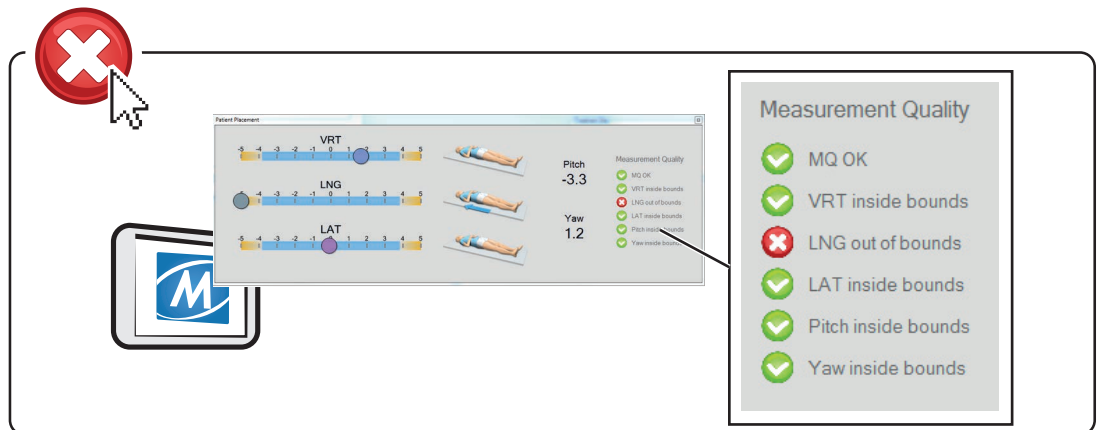 Patient Placement
VRT
-5 -4 -3 -2 -1 0 1 2 3 4 5
LNG
-5 -4 -3 -2 -1 0 1 2 3 4 5
LAT
-5 -4 -3 -2 -1 0 1 2 3 4 5
Pitch
-3.3
Yaw
1.2
Measurement Quality
MQ OK
VRT inside bounds
LNG out of bounds
LAT inside bounds
Pitch inside bounds
Yaw inside bounds
M
Measurement Quality
MQ OK
VRT inside bounds
LNG out of bounds
LAT inside bounds
Pitch inside bounds
Yaw inside bounds